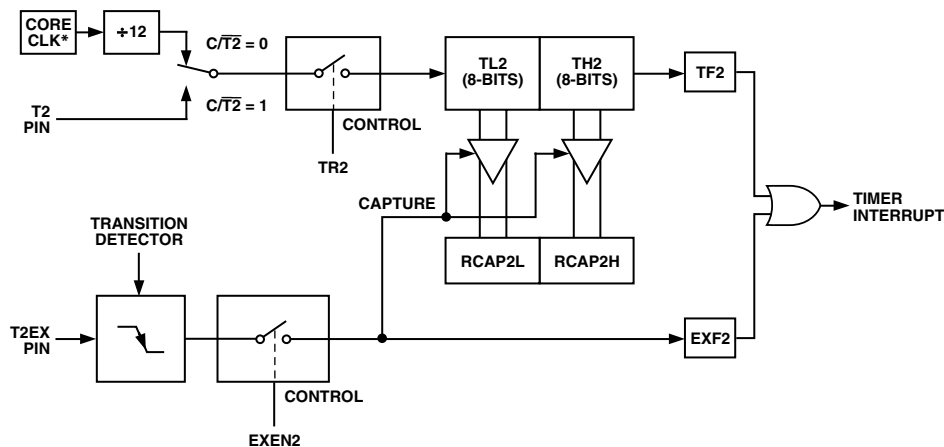 CORE
CLK*
÷12
C/T2̅ = 0
C/T2̅ = 1
T2
PIN
CONTROL
TR2
TL2
(8-BITS)
TH2
(8-BITS)
TF2
CAPTURE
TIMER
INTERRUPT
TRANSITION
DETECTOR
RCAP2L
RCAP2H
T2EX
PIN
EXF2
CONTROL
EXEN2